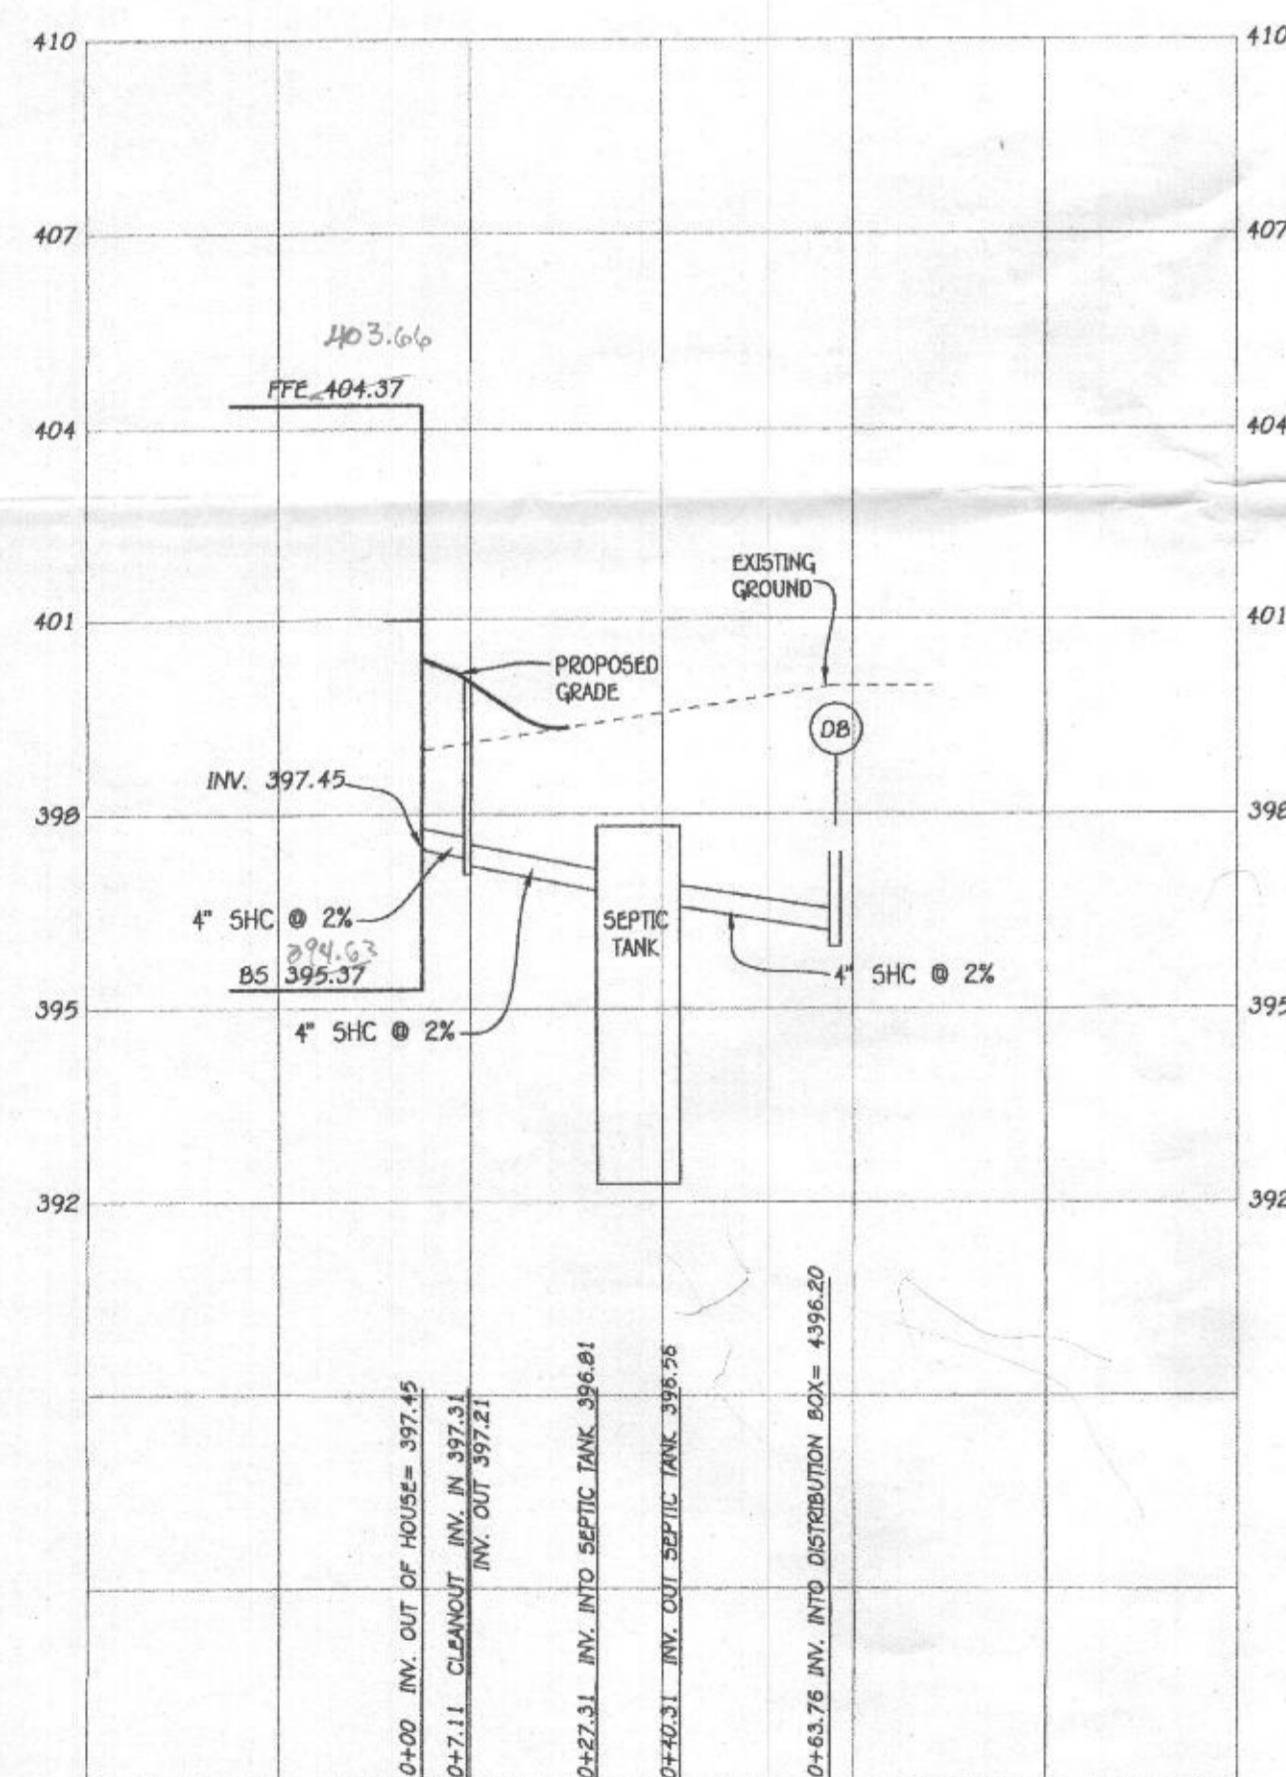 410
410
407
407
403.66
FFE 404.37
404
404
EXISTING
GROUND
401
401
PROPOSED
GRADE
DB
INV. 397.45
398
398
4" SHC @ 2%
SEPTIC
TANK
394.63
BS 395.37
4" SHC @ 2%
395
395
4" SHC @ 2%
392
392
0+00 INV. OUT OF HOUSE= 397.45
0+7.11 CLEANOUT INV. IN 397.31
INV. OUT 397.21
0+27.31 INV. INTO SEPTIC TANK 396.81
0+40.31 INV. OUT SEPTIC TANK 396.56
0+63.76 INV. INTO DISTRIBUTION BOX= 4396.20